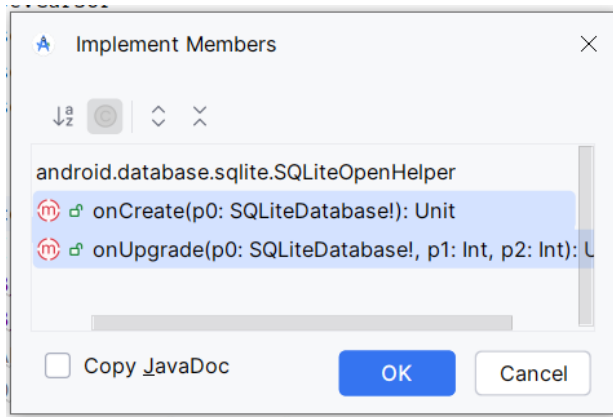 Implement Members
android.database.sqlite.SQLiteOpenHelper
onCreate(p0: SQLiteDatabase!): Unit
onUpgrade(p0: SQLiteDatabase!, p1: Int, p2: Int): U
Copy JavaDoc
OK
Cancel